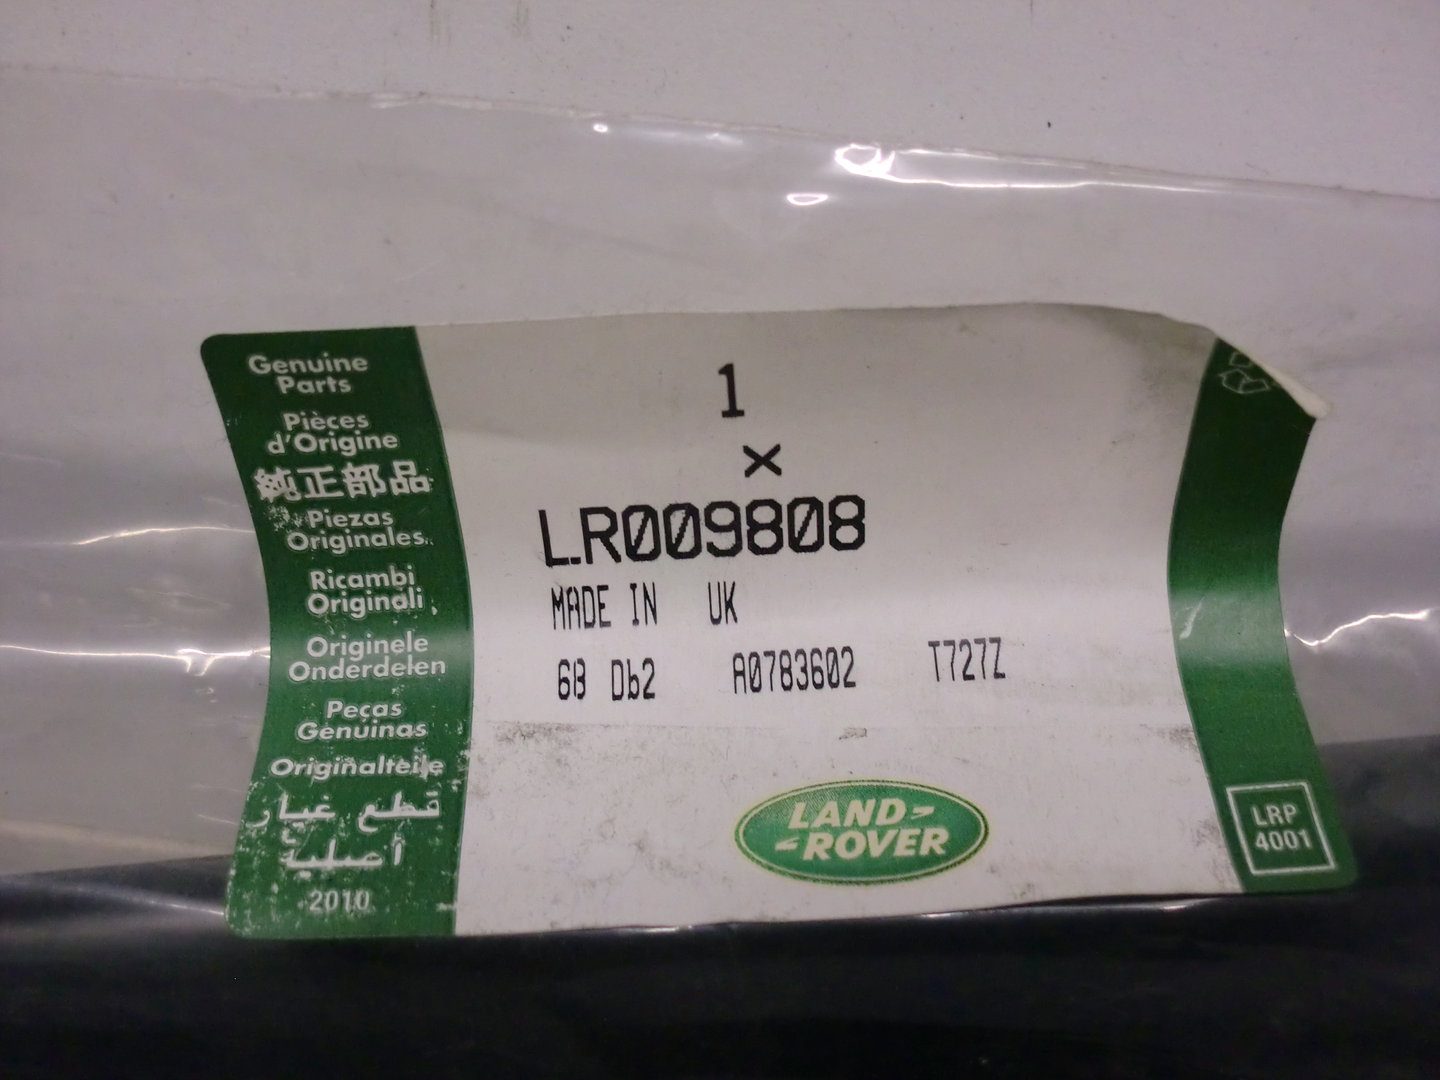 Genuine
Parts
Pièces
d'Origine
純正部品
Piezas
Originales
Ricambi
Originali
Originele
Onderdelen
Peças
Genuinas
Originalteile
قطع غيار
أصلية
2010
1
×
LR009808
MADE IN UK
6B Db2 A0783602 T727Z
LAND-
-ROVER
LRP
4001